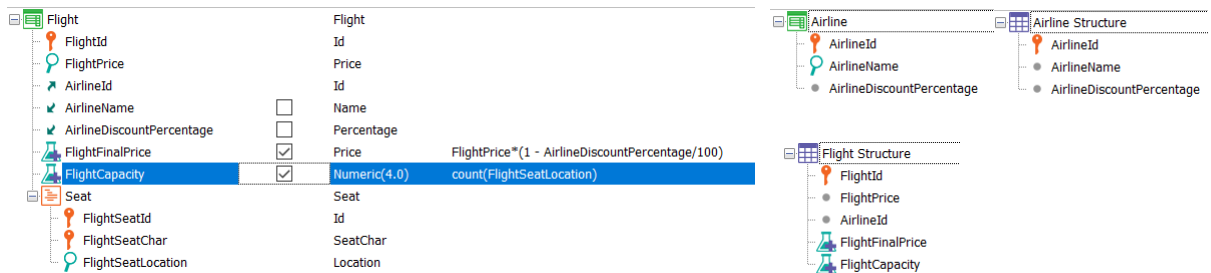 Flight Flight
FlightId Id
FlightPrice Price
AirlineId Id
AirlineName Name
AirlineDiscountPercentage Percentage
FlightFinalPrice Price FlightPrice*(1 - AirlineDiscountPercentage/100)
FlightCapacity Numeric(4.0) count(FlightSeatLocation)
Seat Seat
FlightSeatId Id
FlightSeatChar SeatChar
FlightSeatLocation Location
Airline
AirlineId
AirlineName
AirlineDiscountPercentage
Airline Structure
AirlineId
AirlineName
AirlineDiscountPercentage
Flight Structure
FlightId
FlightPrice
AirlineId
FlightFinalPrice
FlightCapacity